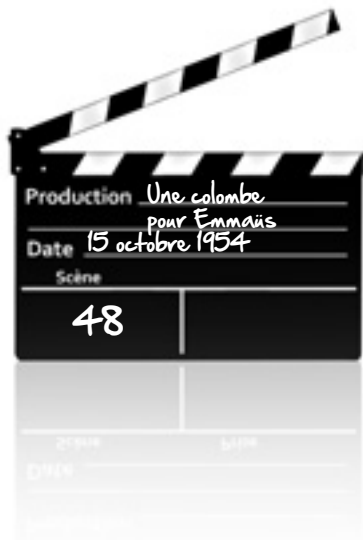 Production Une colombe
pour Emmaüs
Date 15 octobre 1954
Scène
48